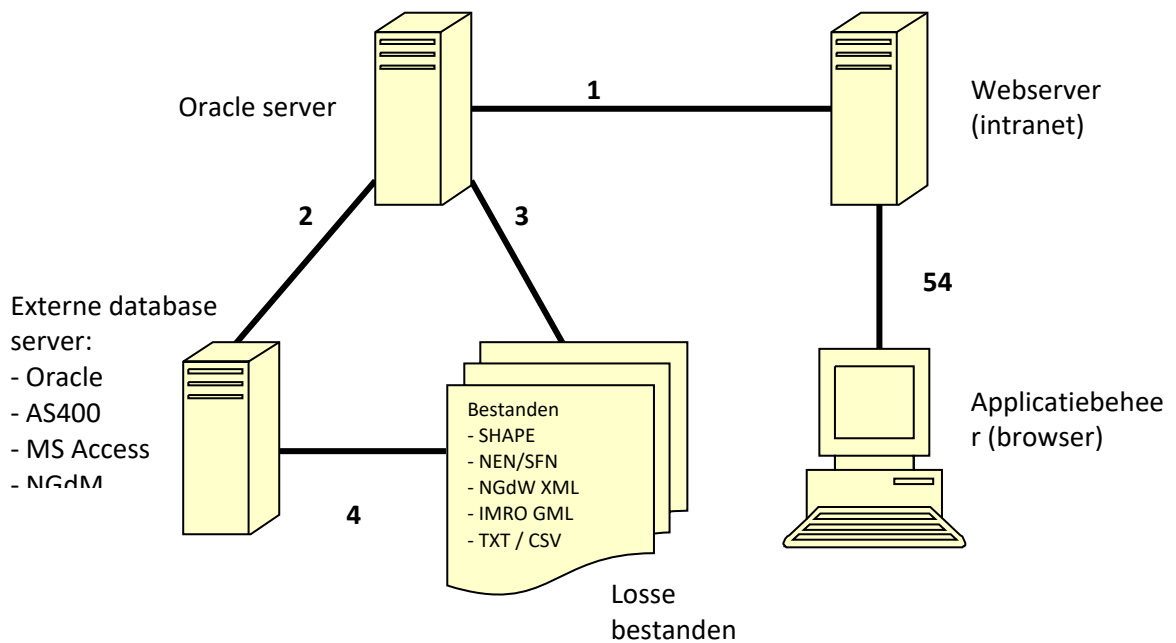 Oracle server
1
Webserver
(intranet)
2
3
54
Externe database
server:
- Oracle
- AS400
- MS Access
- NGdM
4
Bestanden
- SHAPE
- NEN/SFN
- NGdW XML
- IMRO GML
- TXT / CSV
Applicatiebehee
r (browser)
Losse
bestanden